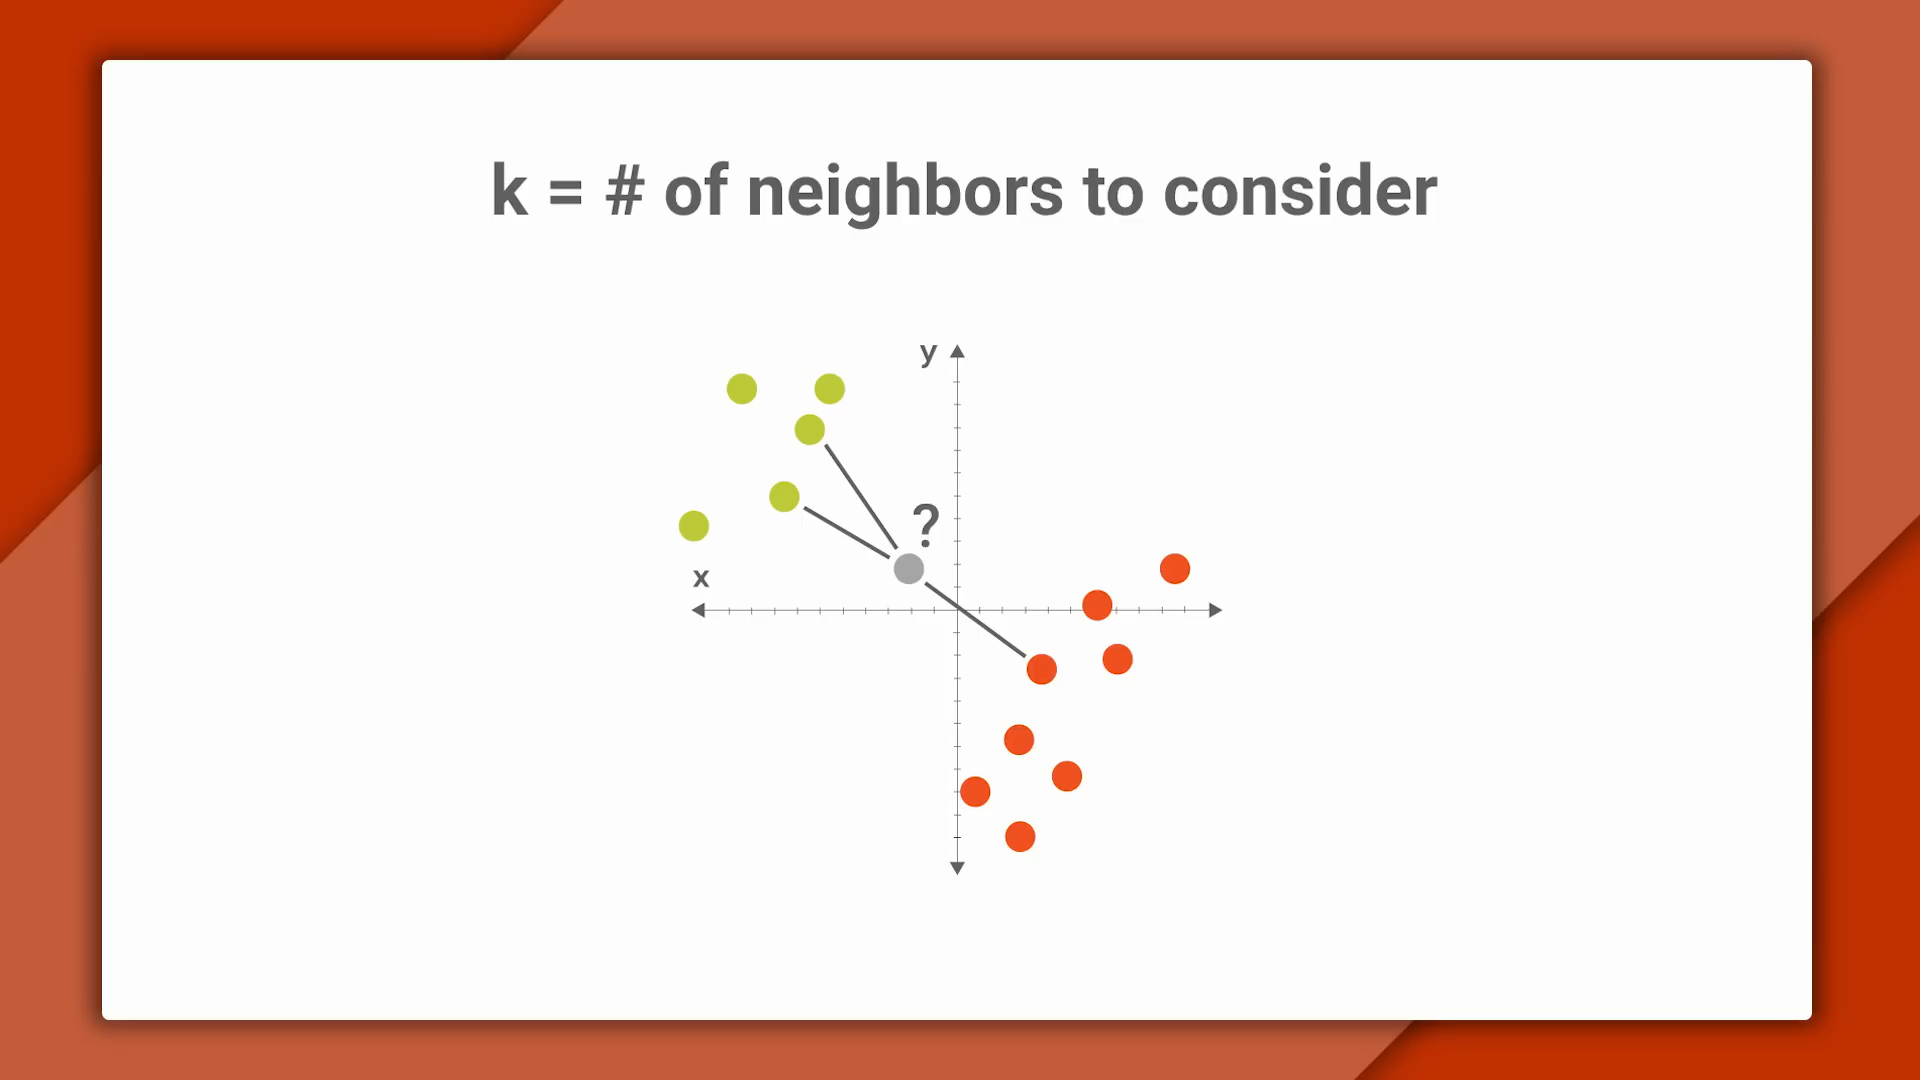 k = # of neighbors to consider
y
?
x